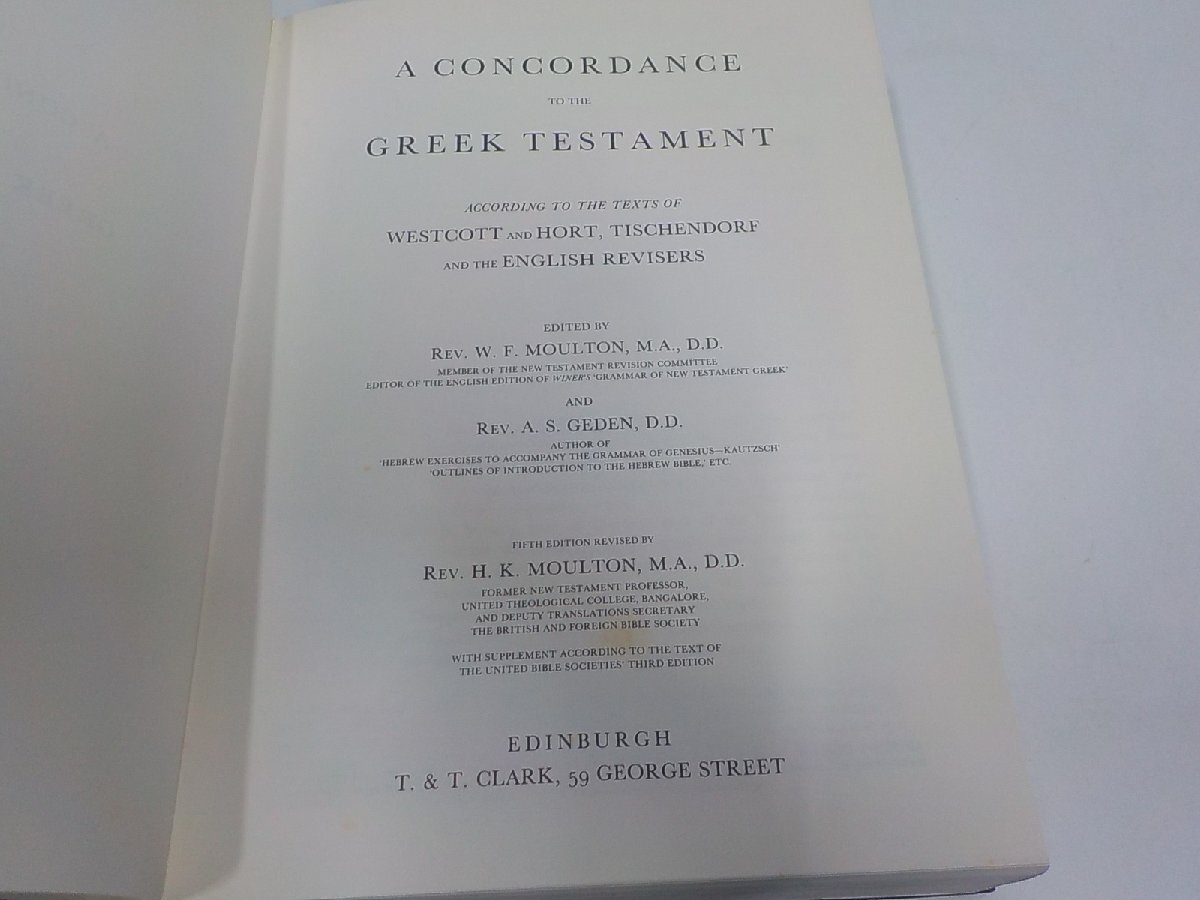 A CONCORDANCE
TO THE
GREEK TESTAMENT
ACCORDING TO THE TEXTS OF
WESTCOTT AND HORT, TISCHENDORF
AND THE ENGLISH REVISERS
EDITED BY
REV. W. F. MOULTON, M.A., D.D.
MEMBER OF THE NEW TESTAMENT REVISION COMMITTEE
EDITOR OF THE ENGLISH EDITION OF WINER'S 'GRAMMAR OF NEW TESTAMENT GREEK'
AND
REV. A. S. GEDEN, D.D.
AUTHOR OF
'HEBREW EXERCISES TO ACCOMPANY THE GRAMMAR OF GENESIUS—KAUTZSCH'
'OUTLINES OF INTRODUCTION TO THE HEBREW BIBLE,' ETC.
FIFTH EDITION REVISED BY
REV. H. K. MOULTON, M.A., D.D.
FORMER NEW TESTAMENT PROFESSOR,
UNITED THEOLOGICAL COLLEGE, BANGALORE,
AND DEPUTY TRANSLATIONS SECRETARY
THE BRITISH AND FOREIGN BIBLE SOCIETY
WITH SUPPLEMENT ACCORDING TO THE TEXT OF
THE UNITED BIBLE SOCIETIES' THIRD EDITION
EDINBURGH
T. & T. CLARK, 59 GEORGE STREET